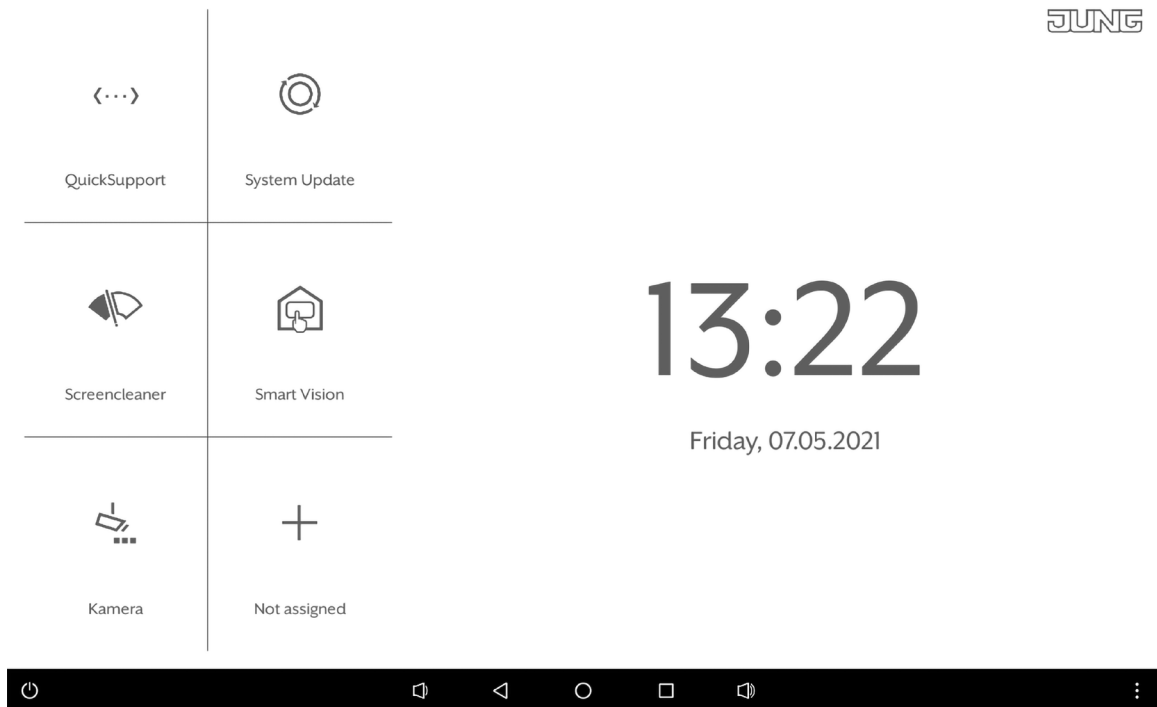 JUNG
QuickSupport
System Update
Screencleaner
Smart Vision
Kamera
Not assigned
13:22
Friday, 07.05.2021